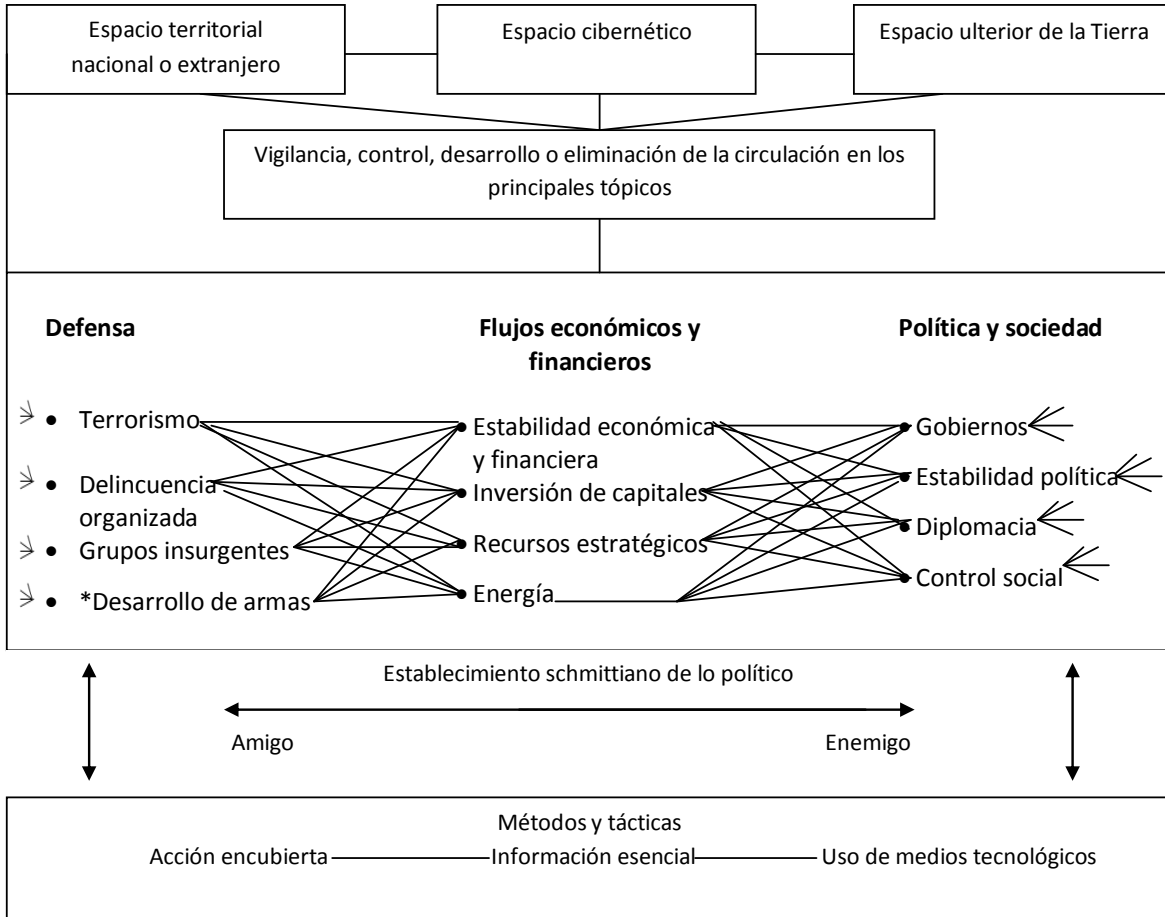 Espacio territorial
nacional o extranjero
Espacio cibernético
Espacio ulterior de la Tierra
Vigilancia, control, desarrollo o eliminación de la circulación en los
principales tópicos
Defensa
• Terrorismo
• Delincuencia
organizada
• Grupos insurgentes
• *Desarrollo de armas
Flujos económicos y
financieros
• Estabilidad económica
y financiera
• Inversión de capitales
• Recursos estratégicos
• Energía
Política y sociedad
• Gobiernos
• Estabilidad política
• Diplomacia
• Control social
Establecimiento schmittiano de lo político
Amigo
Enemigo
Métodos y tácticas
Acción encubierta
Información esencial
Uso de medios tecnológicos